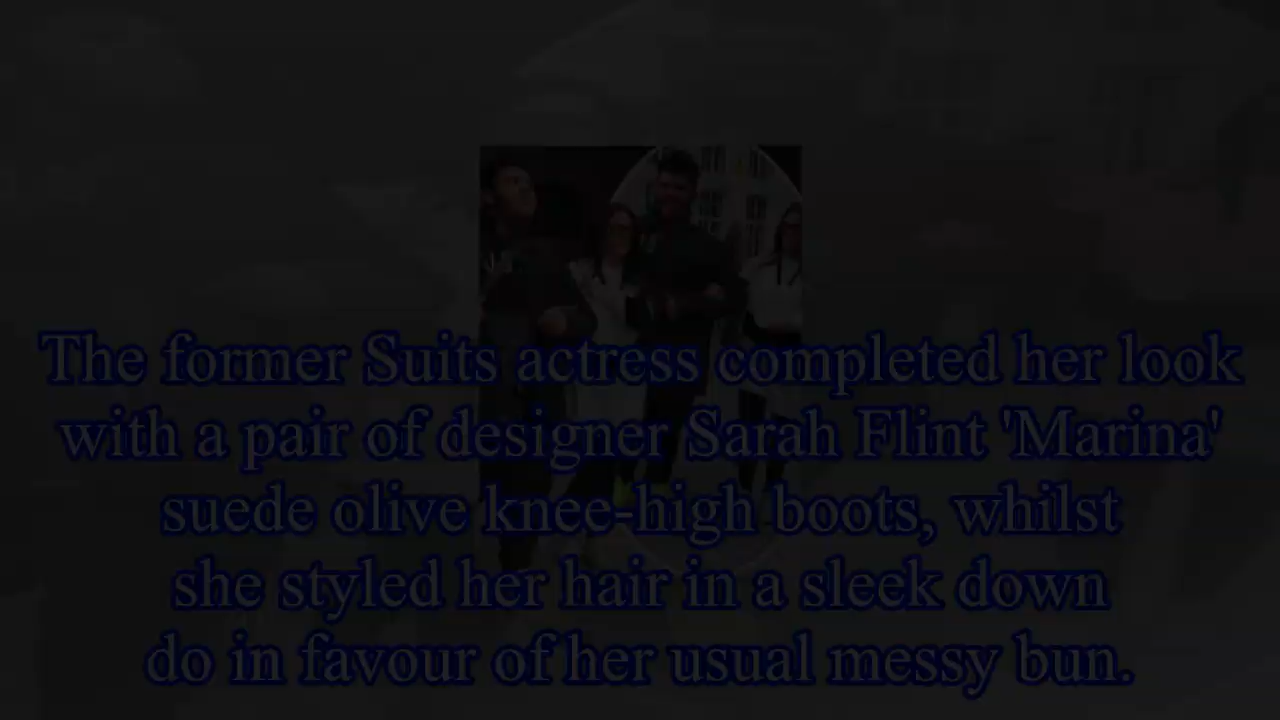 The former Suits actress completed her look
with a pair of designer Sarah Flint 'Marina'
suede olive knee-high boots, whilst
she styled her hair in a sleek down
do in favour of her usual messy bun.